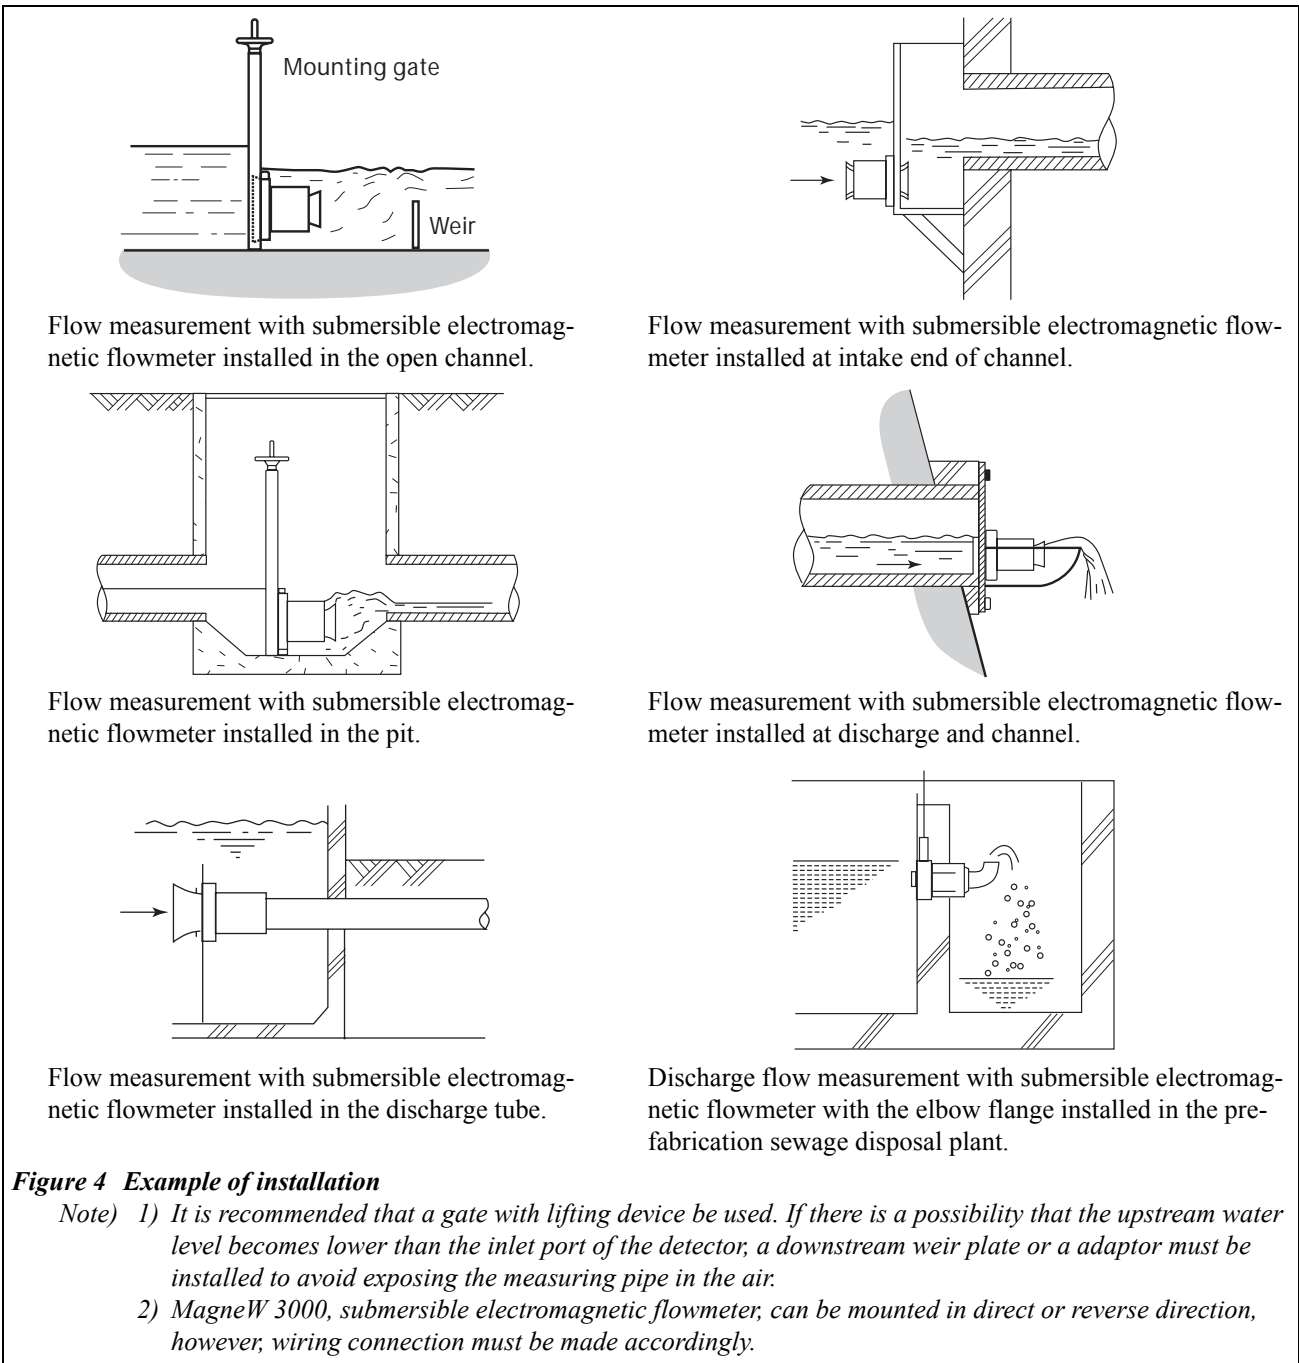 Mounting gate
Weir
Flow measurement with submersible electromag-
netic flowmeter installed in the open channel.
Flow measurement with submersible electromagnetic flow-
meter installed at intake end of channel.
Flow measurement with submersible electromag-
netic flowmeter installed in the pit.
Flow measurement with submersible electromagnetic flow-
meter installed at discharge and channel.
Flow measurement with submersible electromag-
netic flowmeter installed in the discharge tube.
Discharge flow measurement with submersible electromag-
netic flowmeter with the elbow flange installed in the pre-
fabrication sewage disposal plant.
Figure 4 Example of installation
Note) 1) It is recommended that a gate with lifting device be used. If there is a possibility that the upstream water
level becomes lower than the inlet port of the detector, a downstream weir plate or a adaptor must be
installed to avoid exposing the measuring pipe in the air.
2) MagneW 3000, submersible electromagnetic flowmeter, can be mounted in direct or reverse direction,
however, wiring connection must be made accordingly.